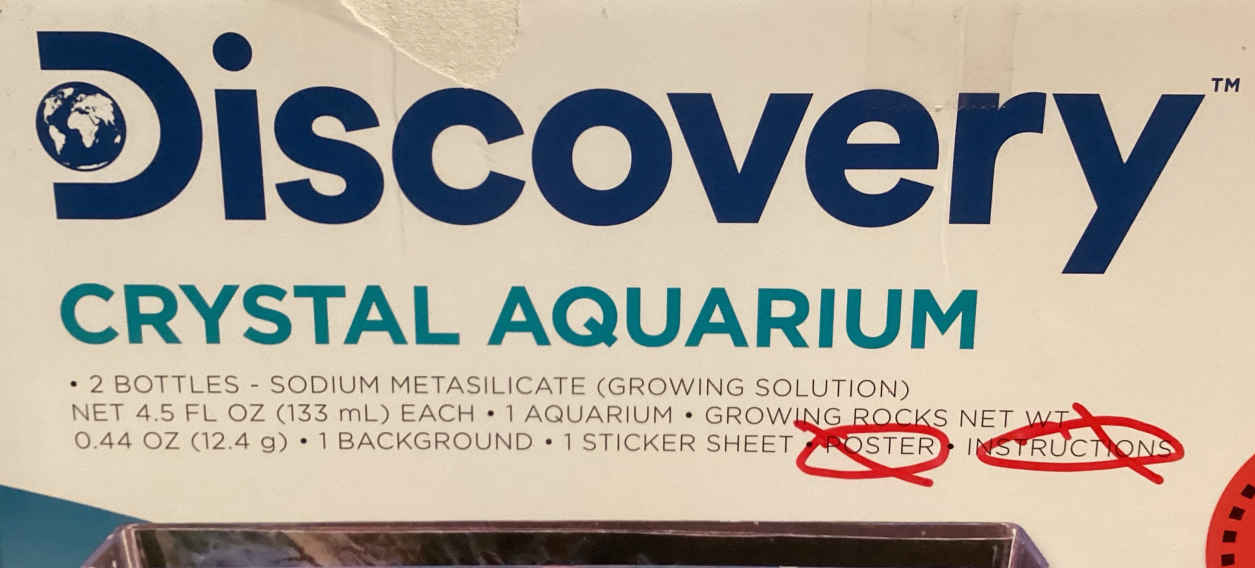 Discovery™
CRYSTAL AQUARIUM
• 2 BOTTLES - SODIUM METASILICATE (GROWING SOLUTION)
NET 4.5 FL OZ (133 mL) EACH • 1 AQUARIUM • GROWING ROCKS NET WT
0.44 OZ (12.4 g) • 1 BACKGROUND • 1 STICKER SHEET • POSTER • INSTRUCTIONS